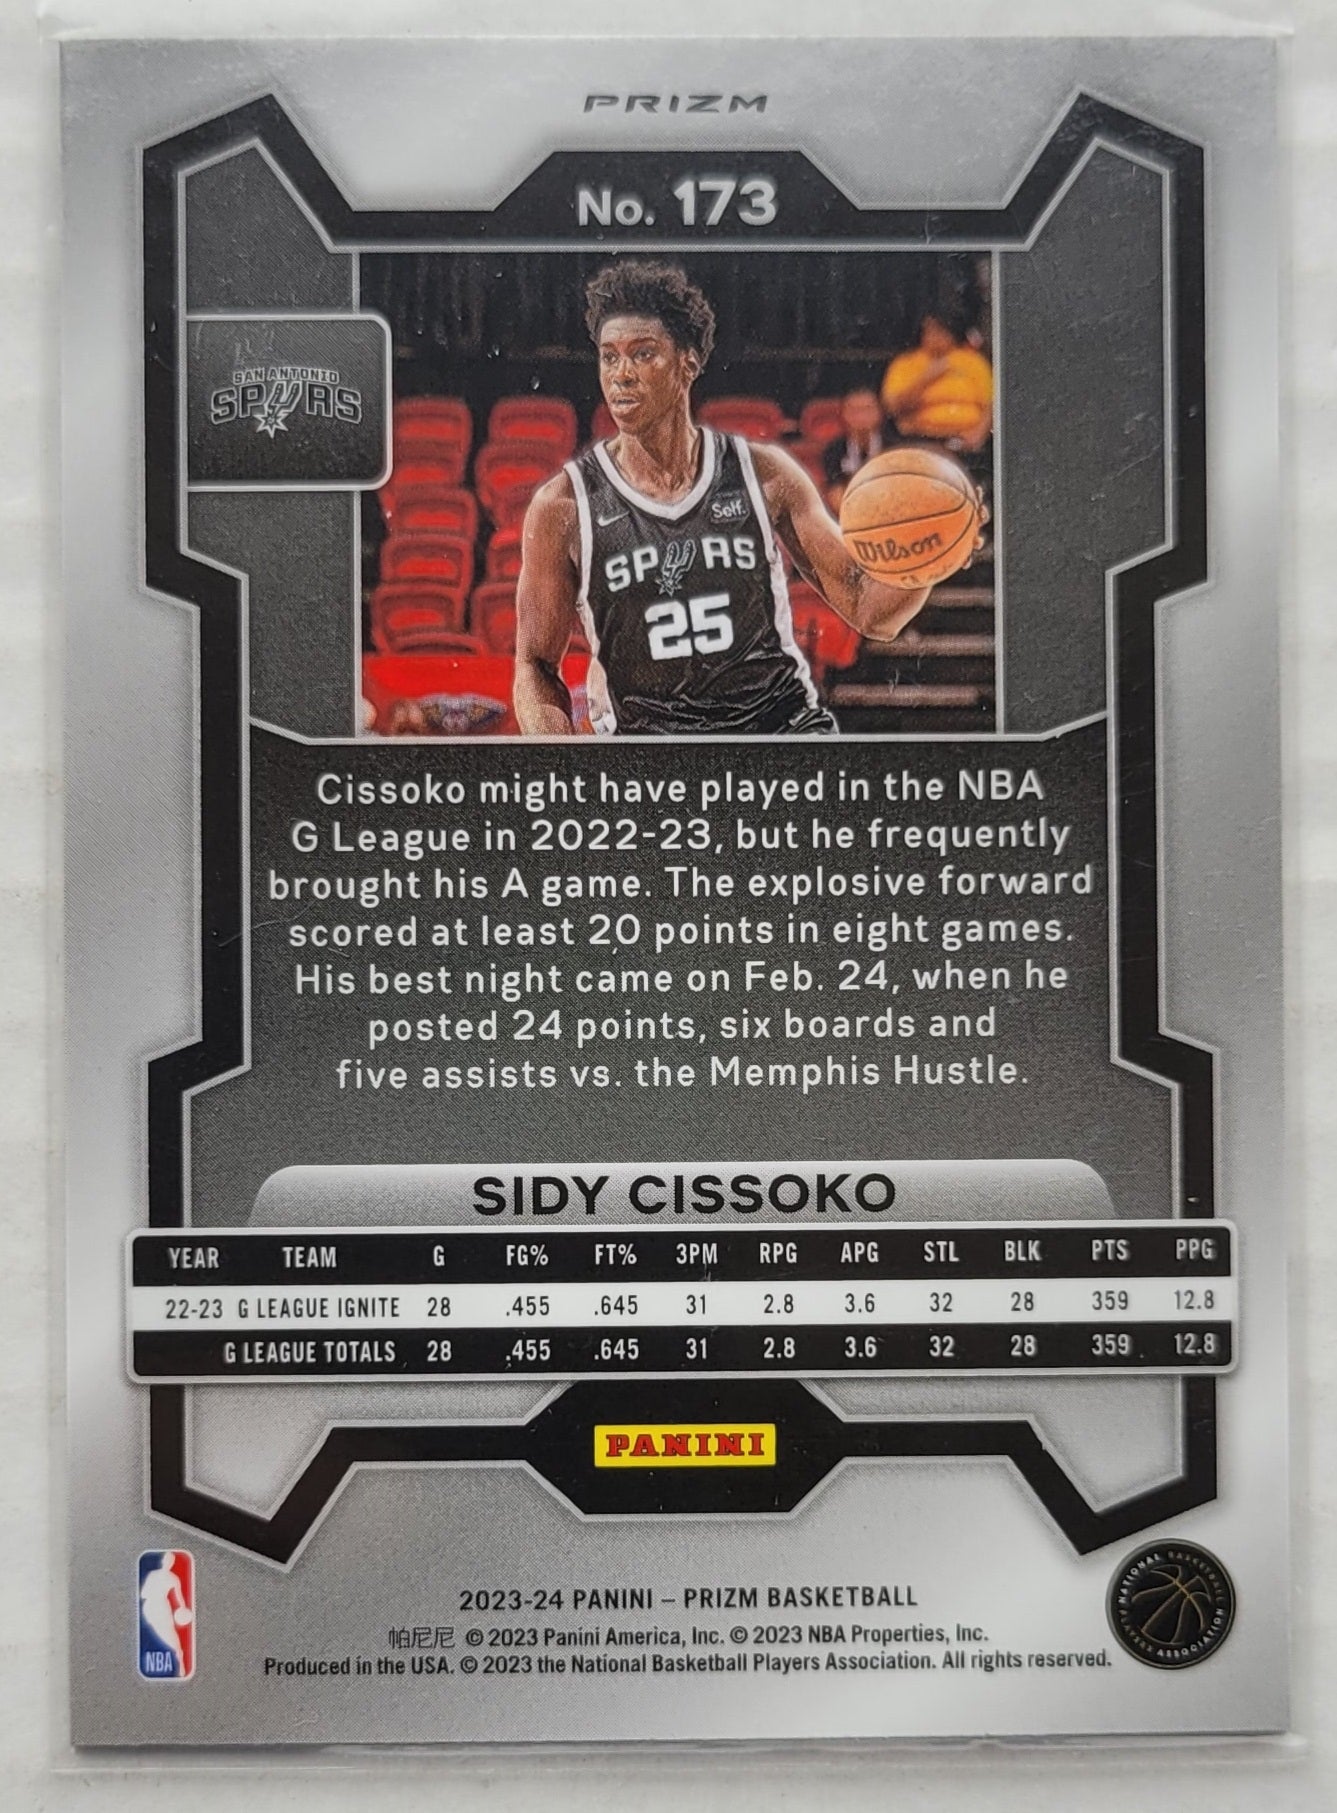 PRIZM
No. 173
SAN ANTONIO
SPURS
Self.
Wilson
SPURS
25
Cissoko might have played in the NBA
G League in 2022-23, but he frequently
brought his A game. The explosive forward
scored at least 20 points in eight games.
His best night came on Feb. 24, when he
posted 24 points, six boards and
five assists vs. the Memphis Hustle.
SIDY CISSOKO
YEAR TEAM G FG% FT% 3PM RPG APG STL BLK PTS PPG
22-23 G LEAGUE IGNITE 28 .455 .645 31 2.8 3.6 32 28 359 12.8
G LEAGUE TOTALS 28 .455 .645 31 2.8 3.6 32 28 359 12.8
PANINI
2023-24 PANINI – PRIZM BASKETBALL
帕尼尼 © 2023 Panini America, Inc. © 2023 NBA Properties, Inc.
Produced in the USA. © 2023 the National Basketball Players Association. All rights reserved.
NBA
NATIONAL BASKETBALL PLAYERS ASSOCIATION